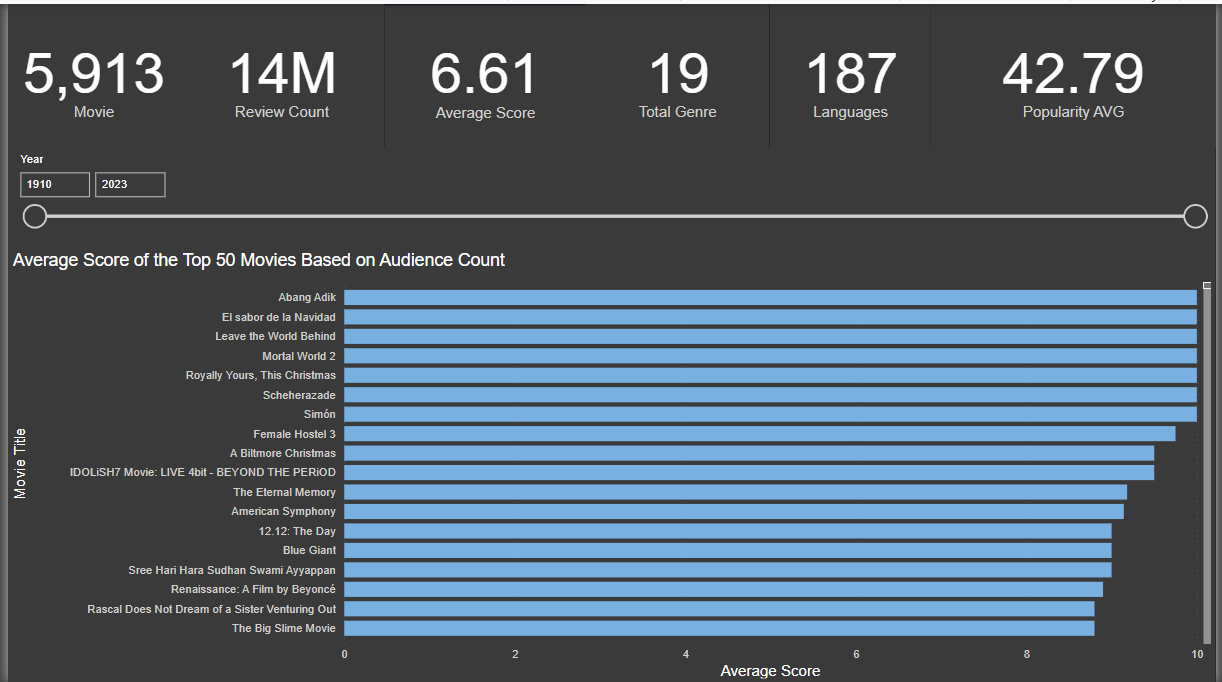 5,913 14M 6.61 19 187 42.79
Movie Review Count Average Score Total Genre Languages Popularity AVG
Year
1910 2023
Average Score of the Top 50 Movies Based on Audience Count
Movie Title
Abang Adik
El sabor de la Navidad
Leave the World Behind
Mortal World 2
Royally Yours, This Christmas
Scheherazade
Simón
Female Hostel 3
A Biltmore Christmas
IDOLiSH7 Movie: LIVE 4bit - BEYOND THE PERiOD
The Eternal Memory
American Symphony
12.12: The Day
Blue Giant
Sree Hari Hara Sudhan Swami Ayyappan
Renaissance: A Film by Beyoncé
Rascal Does Not Dream of a Sister Venturing Out
The Big Slime Movie
0 2 4 6 8 10
Average Score